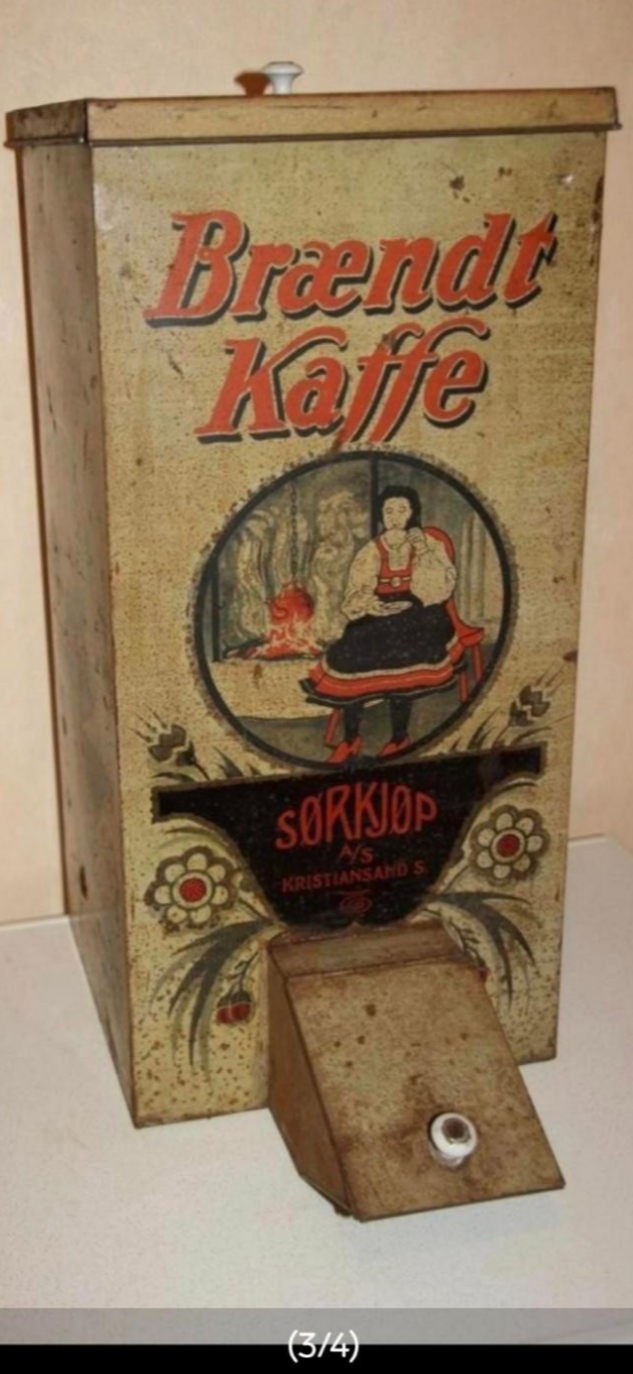 Brændt
Kaffe
SØRKJØP
A/S
KRISTIANSAND S.
(3/4)